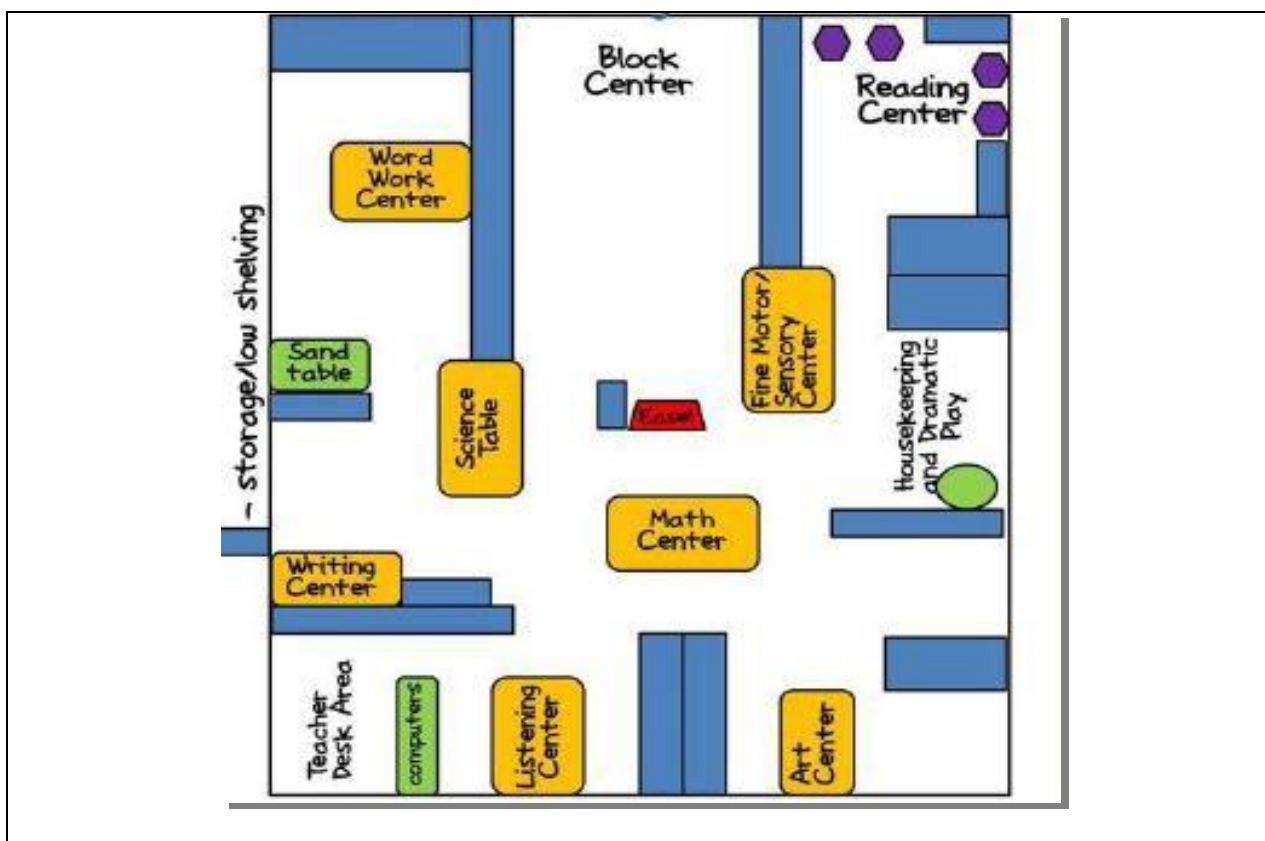 Block
Center
Reading
Center
Word
Work
Center
~ storage/low shelving
Sand
table
Science
Table
Easel
Fine Motor/
Sensory
Center
Housekeeping
and Dramatic
Play
Math
Center
Writing
Center
Teacher
Desk Area
computers
Listening
Center
Art
Center